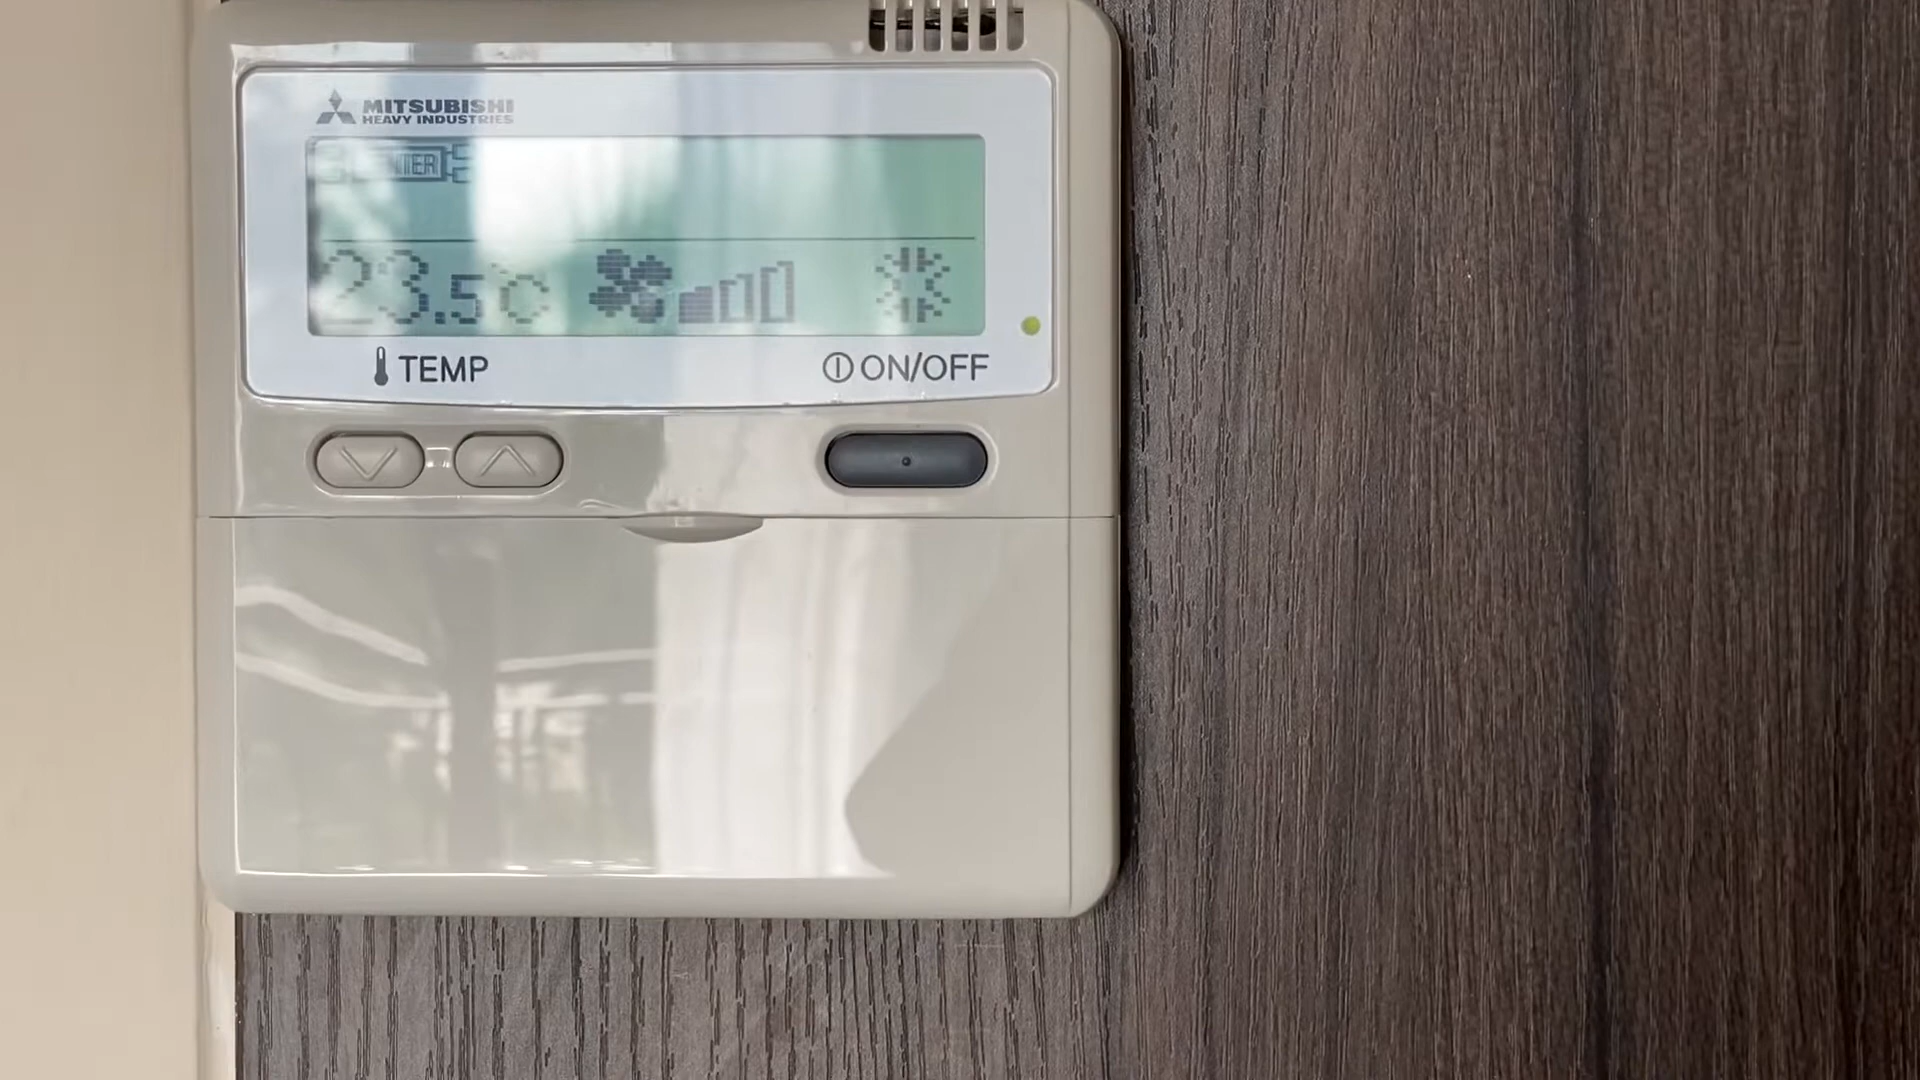 MITSUBISHI
HEAVY INDUSTRIES
23.5℃
TEMP
ON/OFF